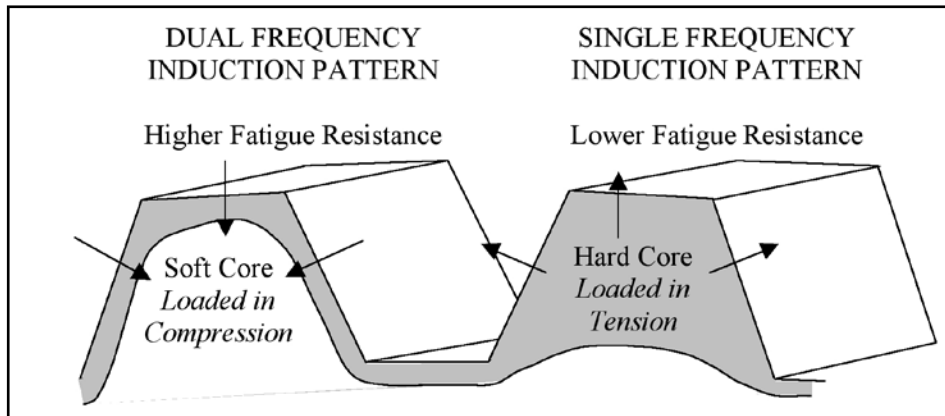 DUAL FREQUENCY
INDUCTION PATTERN
Higher Fatigue Resistance
Soft Core
Loaded in
Compression
SINGLE FREQUENCY
INDUCTION PATTERN
Lower Fatigue Resistance
Hard Core
Loaded in
Tension